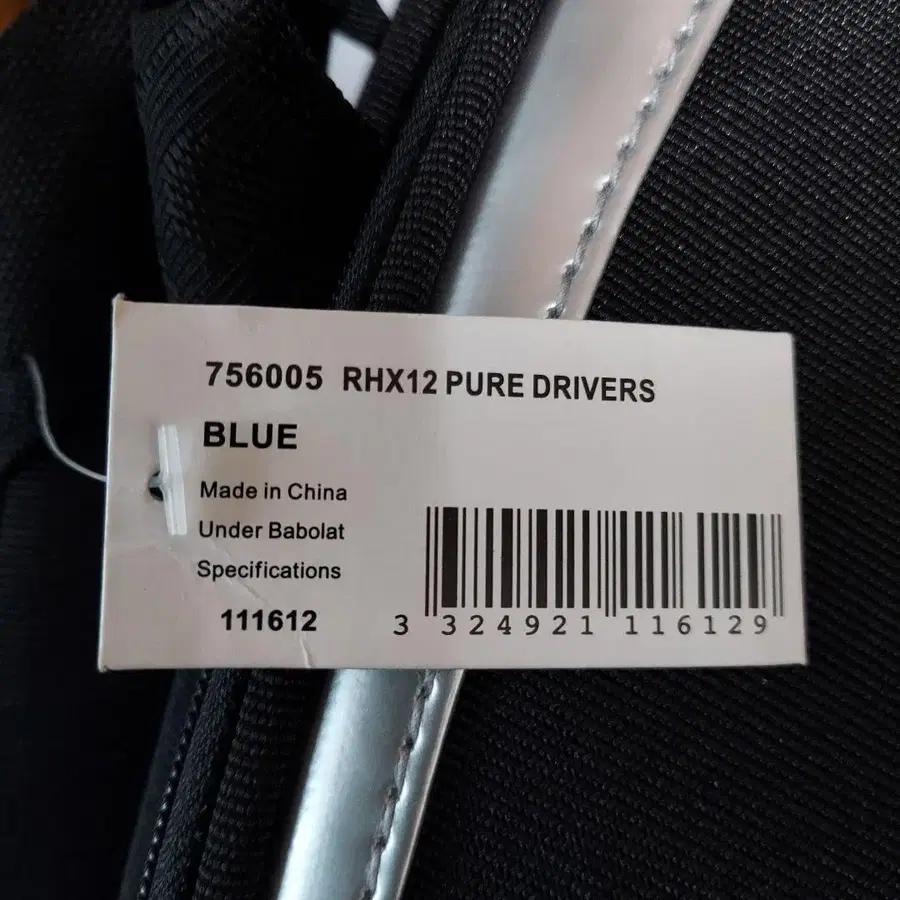 756005 RHX12 PURE DRIVERS
BLUE
Made in China
Under Babolat
Specifications
111612
3 324921 116129